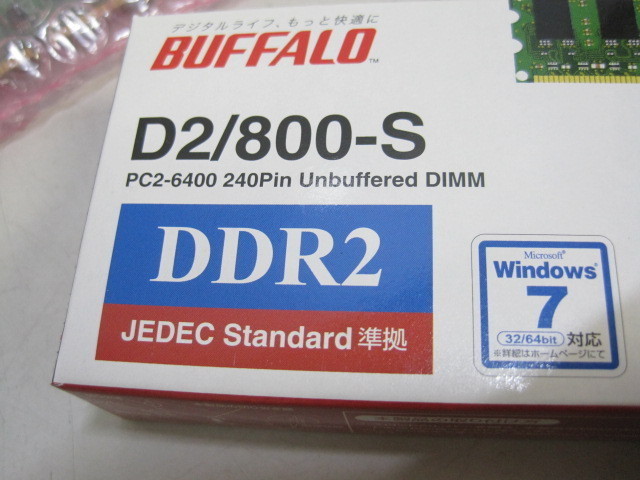 デジタルライフ、もっと快適に
BUFFALO™
D2/800-S
PC2-6400 240Pin Unbuffered DIMM
DDR2
JEDEC Standard 準拠
Microsoft®
Windows®
7
32/64bit 対応
※詳細はホームページにて